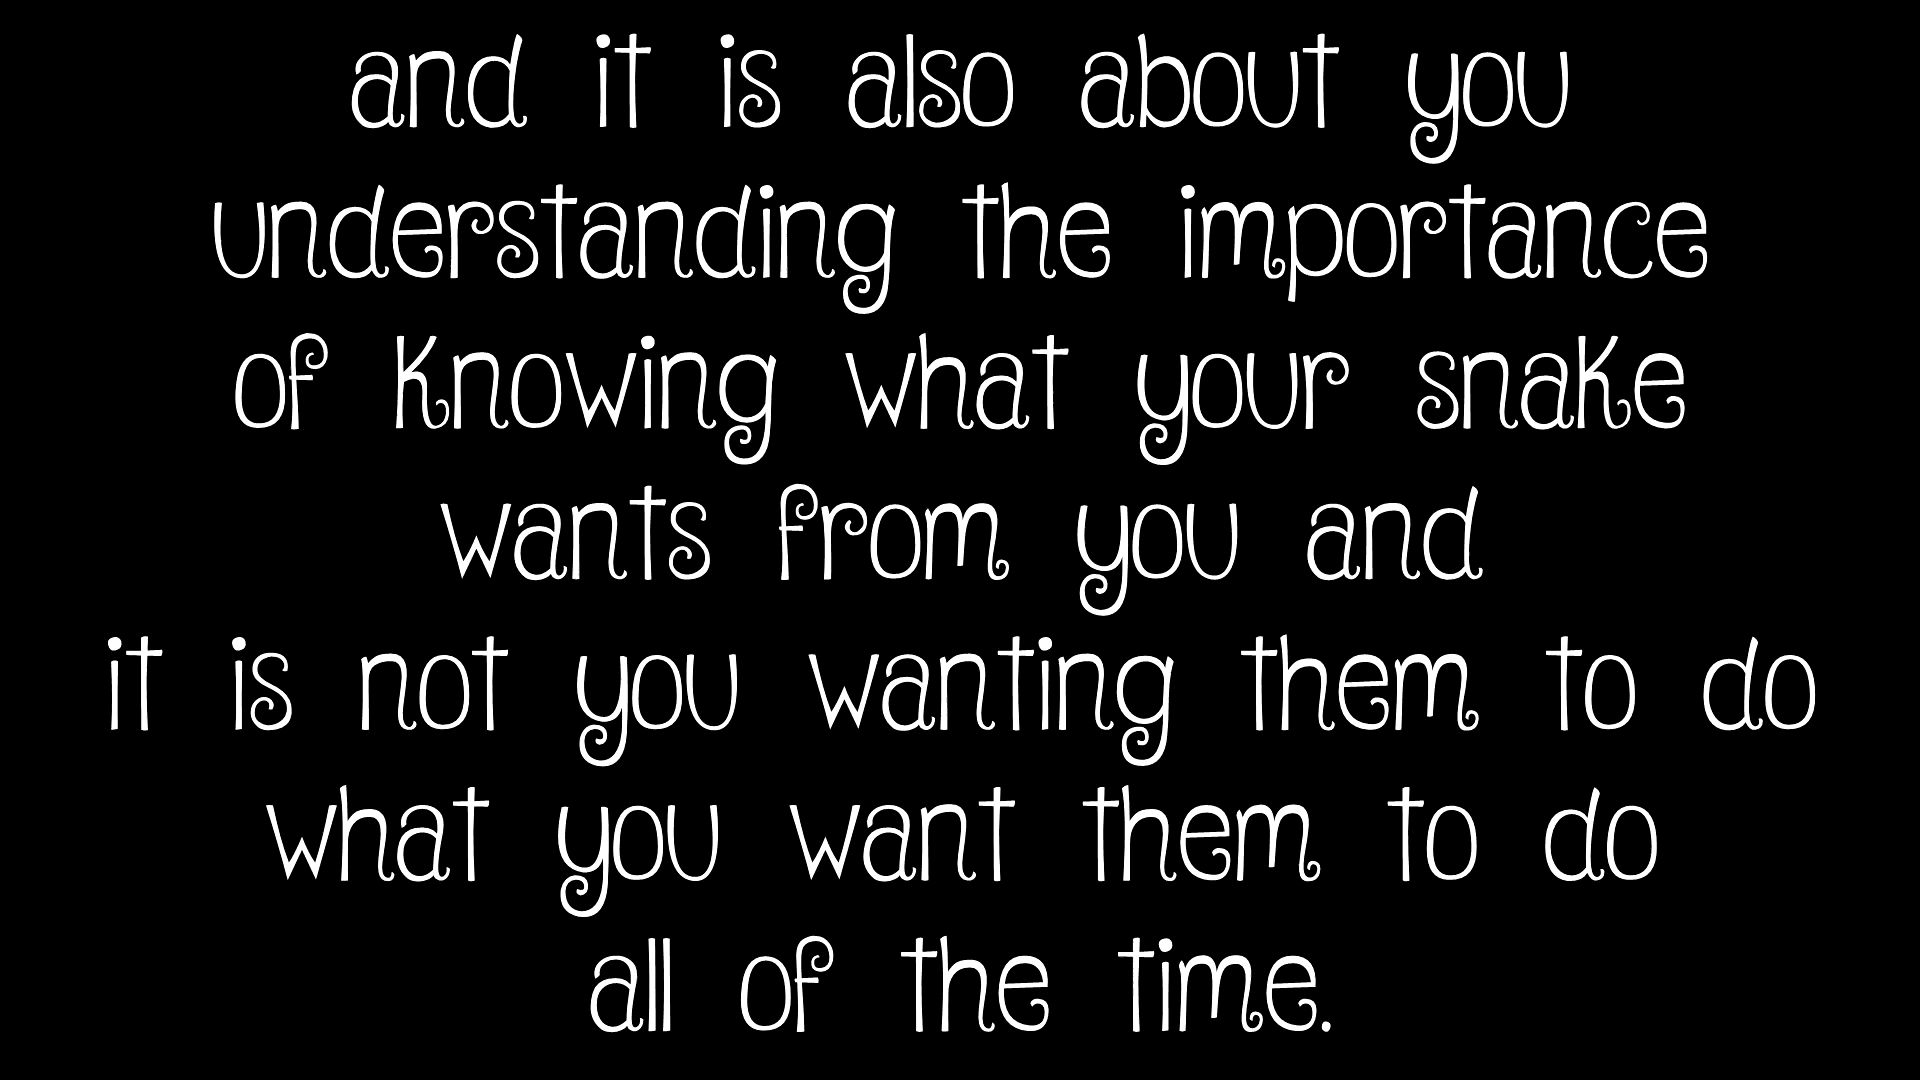 and it is also about you
understanding the importance
of knowing what your snake
wants from you and
it is not you wanting them to do
what you want them to do
all of the time.